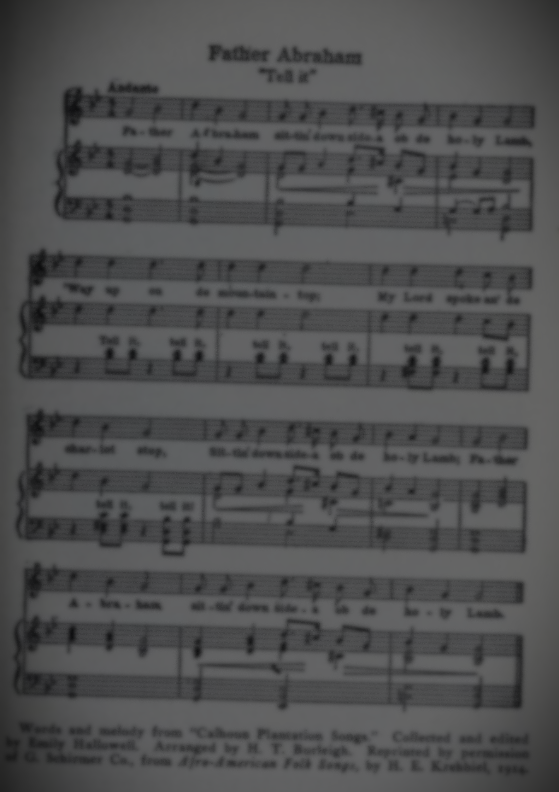 Father Abraham
"Tell it"
Andante
Fa-ther A-braham sit-tin' down side-a ob de ho-ly Lamb,
'Way up on de moun-tain-top; My Lord spoke an' de
Tell it, tell it, tell it, tell it, tell it, tell it,
char-iot stop, Sit-tin' down side-a ob de ho-ly Lamb; Fa-ther
tell it, tell it!
A-bra-ham sit-tin' down side-a ob de ho-ly Lamb.
Words and melody from "Calhoun Plantation Songs." Collected and edited
by Emily Hallowell. Arranged by H. T. Burleigh. Reprinted by permission
of G. Schirmer Co., from Afro-American Folk Songs, by H. E. Krehbiel, 1914.